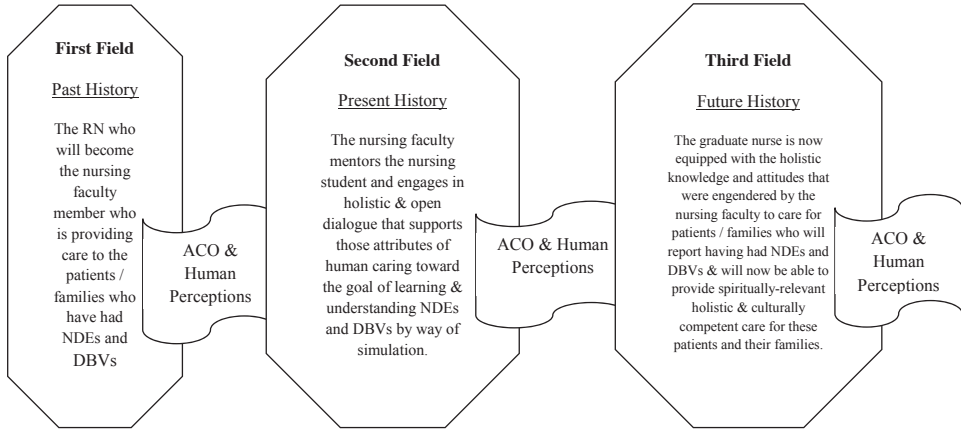 First Field
Past History
The RN who
will become
the nursing
faculty
member who
is providing
care to the
patients /
families who
have had
NDEs and
DBVs
ACO &
Human
Perceptions
Second Field
Present History
The nursing faculty
mentors the nursing
student and engages in
holistic & open
dialogue that supports
those attributes of
human caring toward
the goal of learning &
understanding NDEs
and DBVs by way of
simulation.
ACO & Human
Perceptions
Third Field
Future History
The graduate nurse is now
equipped with the holistic
knowledge and attitudes that
were engendered by the
nursing faculty to care for
patients / families who will
report having had NDEs and
DBVs & will now be able to
provide spiritually-relevant
holistic & culturally
competent care for these
patients and their families.
ACO &
Human
Perceptions